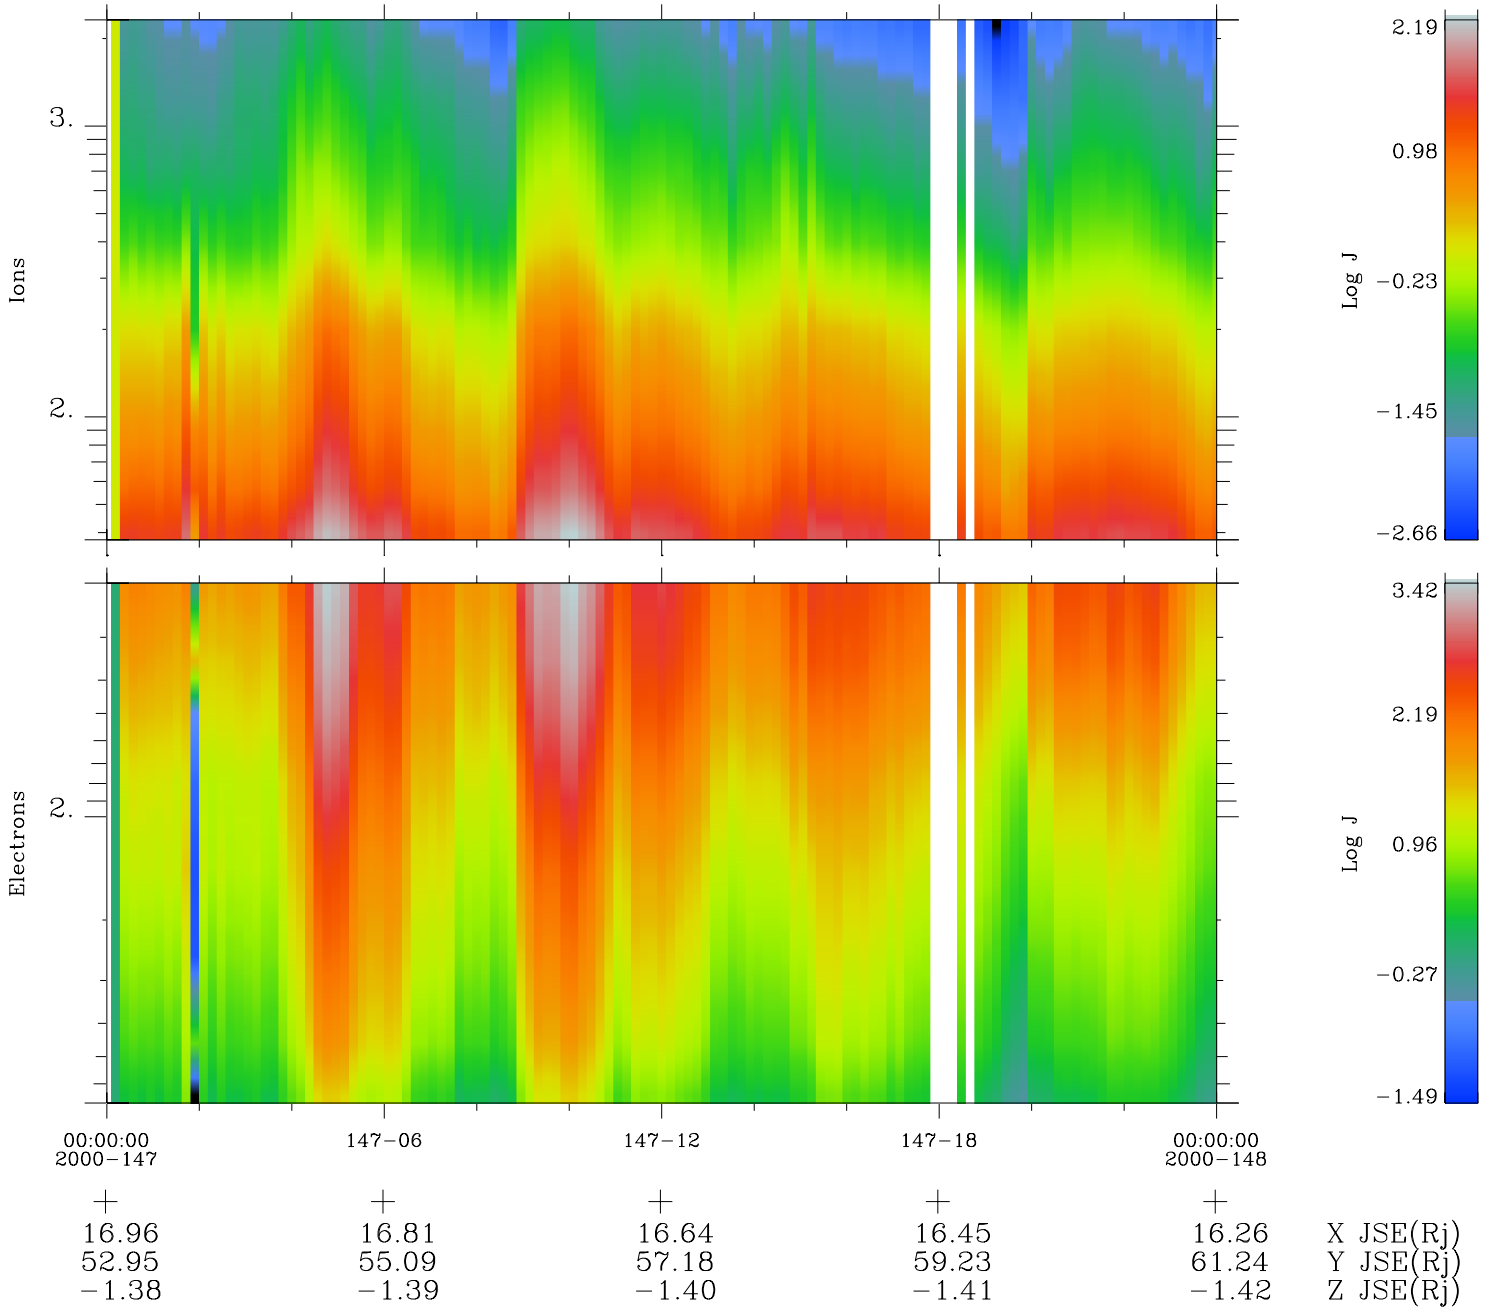 Ions
3.
2.
Log J
2.19
0.98
−0.23
−1.45
−2.66
Electrons
2.
Log J
3.42
2.19
0.96
−0.27
−1.49
00:00:00 147−06 147−12 147−18 00:00:00
2000−147 2000−148
16.96 16.81 16.64 16.45 16.26 X JSE(Rj)
52.95 55.09 57.18 59.23 61.24 Y JSE(Rj)
−1.38 −1.39 −1.40 −1.41 −1.42 Z JSE(Rj)